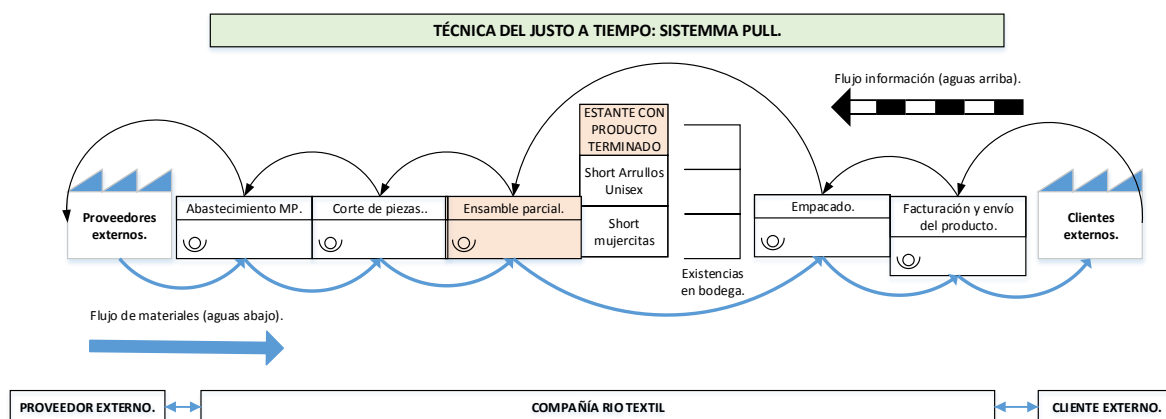 TÉCNICA DEL JUSTO A TIEMPO: SISTEMMA PULL.
Flujo información (aguas arriba).
ESTANTE CON
PRODUCTO
TERMINADO
Short Arrullos
Unisex
Short
mujercitas
Existencias
en bodega.
Proveedores
externos.
Abastecimiento MP.
Corte de piezas..
Ensamble parcial.
Empacado.
Facturación y envío
del producto.
Clientes
externos.
Flujo de materiales (aguas abajo).
PROVEEDOR EXTERNO.
COMPAÑÍA RIO TEXTIL
CLIENTE EXTERNO.